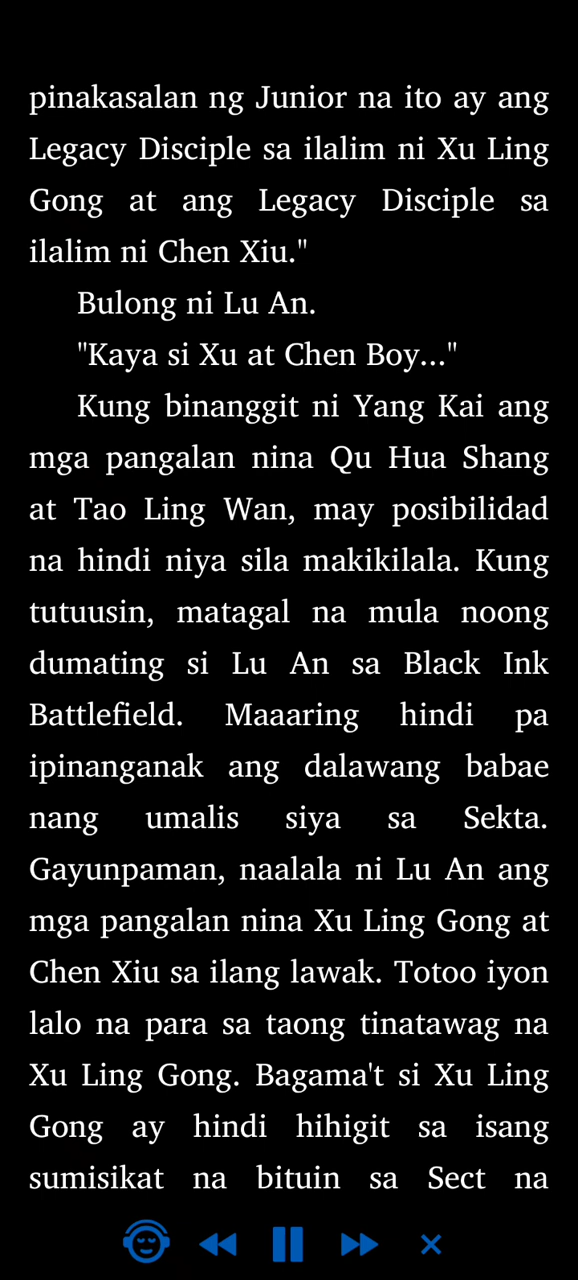 pinakasalan ng Junior na ito ay ang
Legacy Disciple sa ilalim ni Xu Ling
Gong at ang Legacy Disciple sa
ilalim ni Chen Xiu."
Bulong ni Lu An.
"Kaya si Xu at Chen Boy..."
Kung binanggit ni Yang Kai ang
mga pangalan nina Qu Hua Shang
at Tao Ling Wan, may posibilidad
na hindi niya sila makikilala. Kung
tutuusin, matagal na mula noong
dumating si Lu An sa Black Ink
Battlefield. Maaaring hindi pa
ipinanganak ang dalawang babae
nang umalis siya sa Sekta.
Gayunpaman, naalala ni Lu An ang
mga pangalan nina Xu Ling Gong at
Chen Xiu sa ilang lawak. Totoo iyon
lalo na para sa taong tinatawag na
Xu Ling Gong. Bagama't si Xu Ling
Gong ay hindi hihigit sa isang
sumisikat na bituin sa Sect na